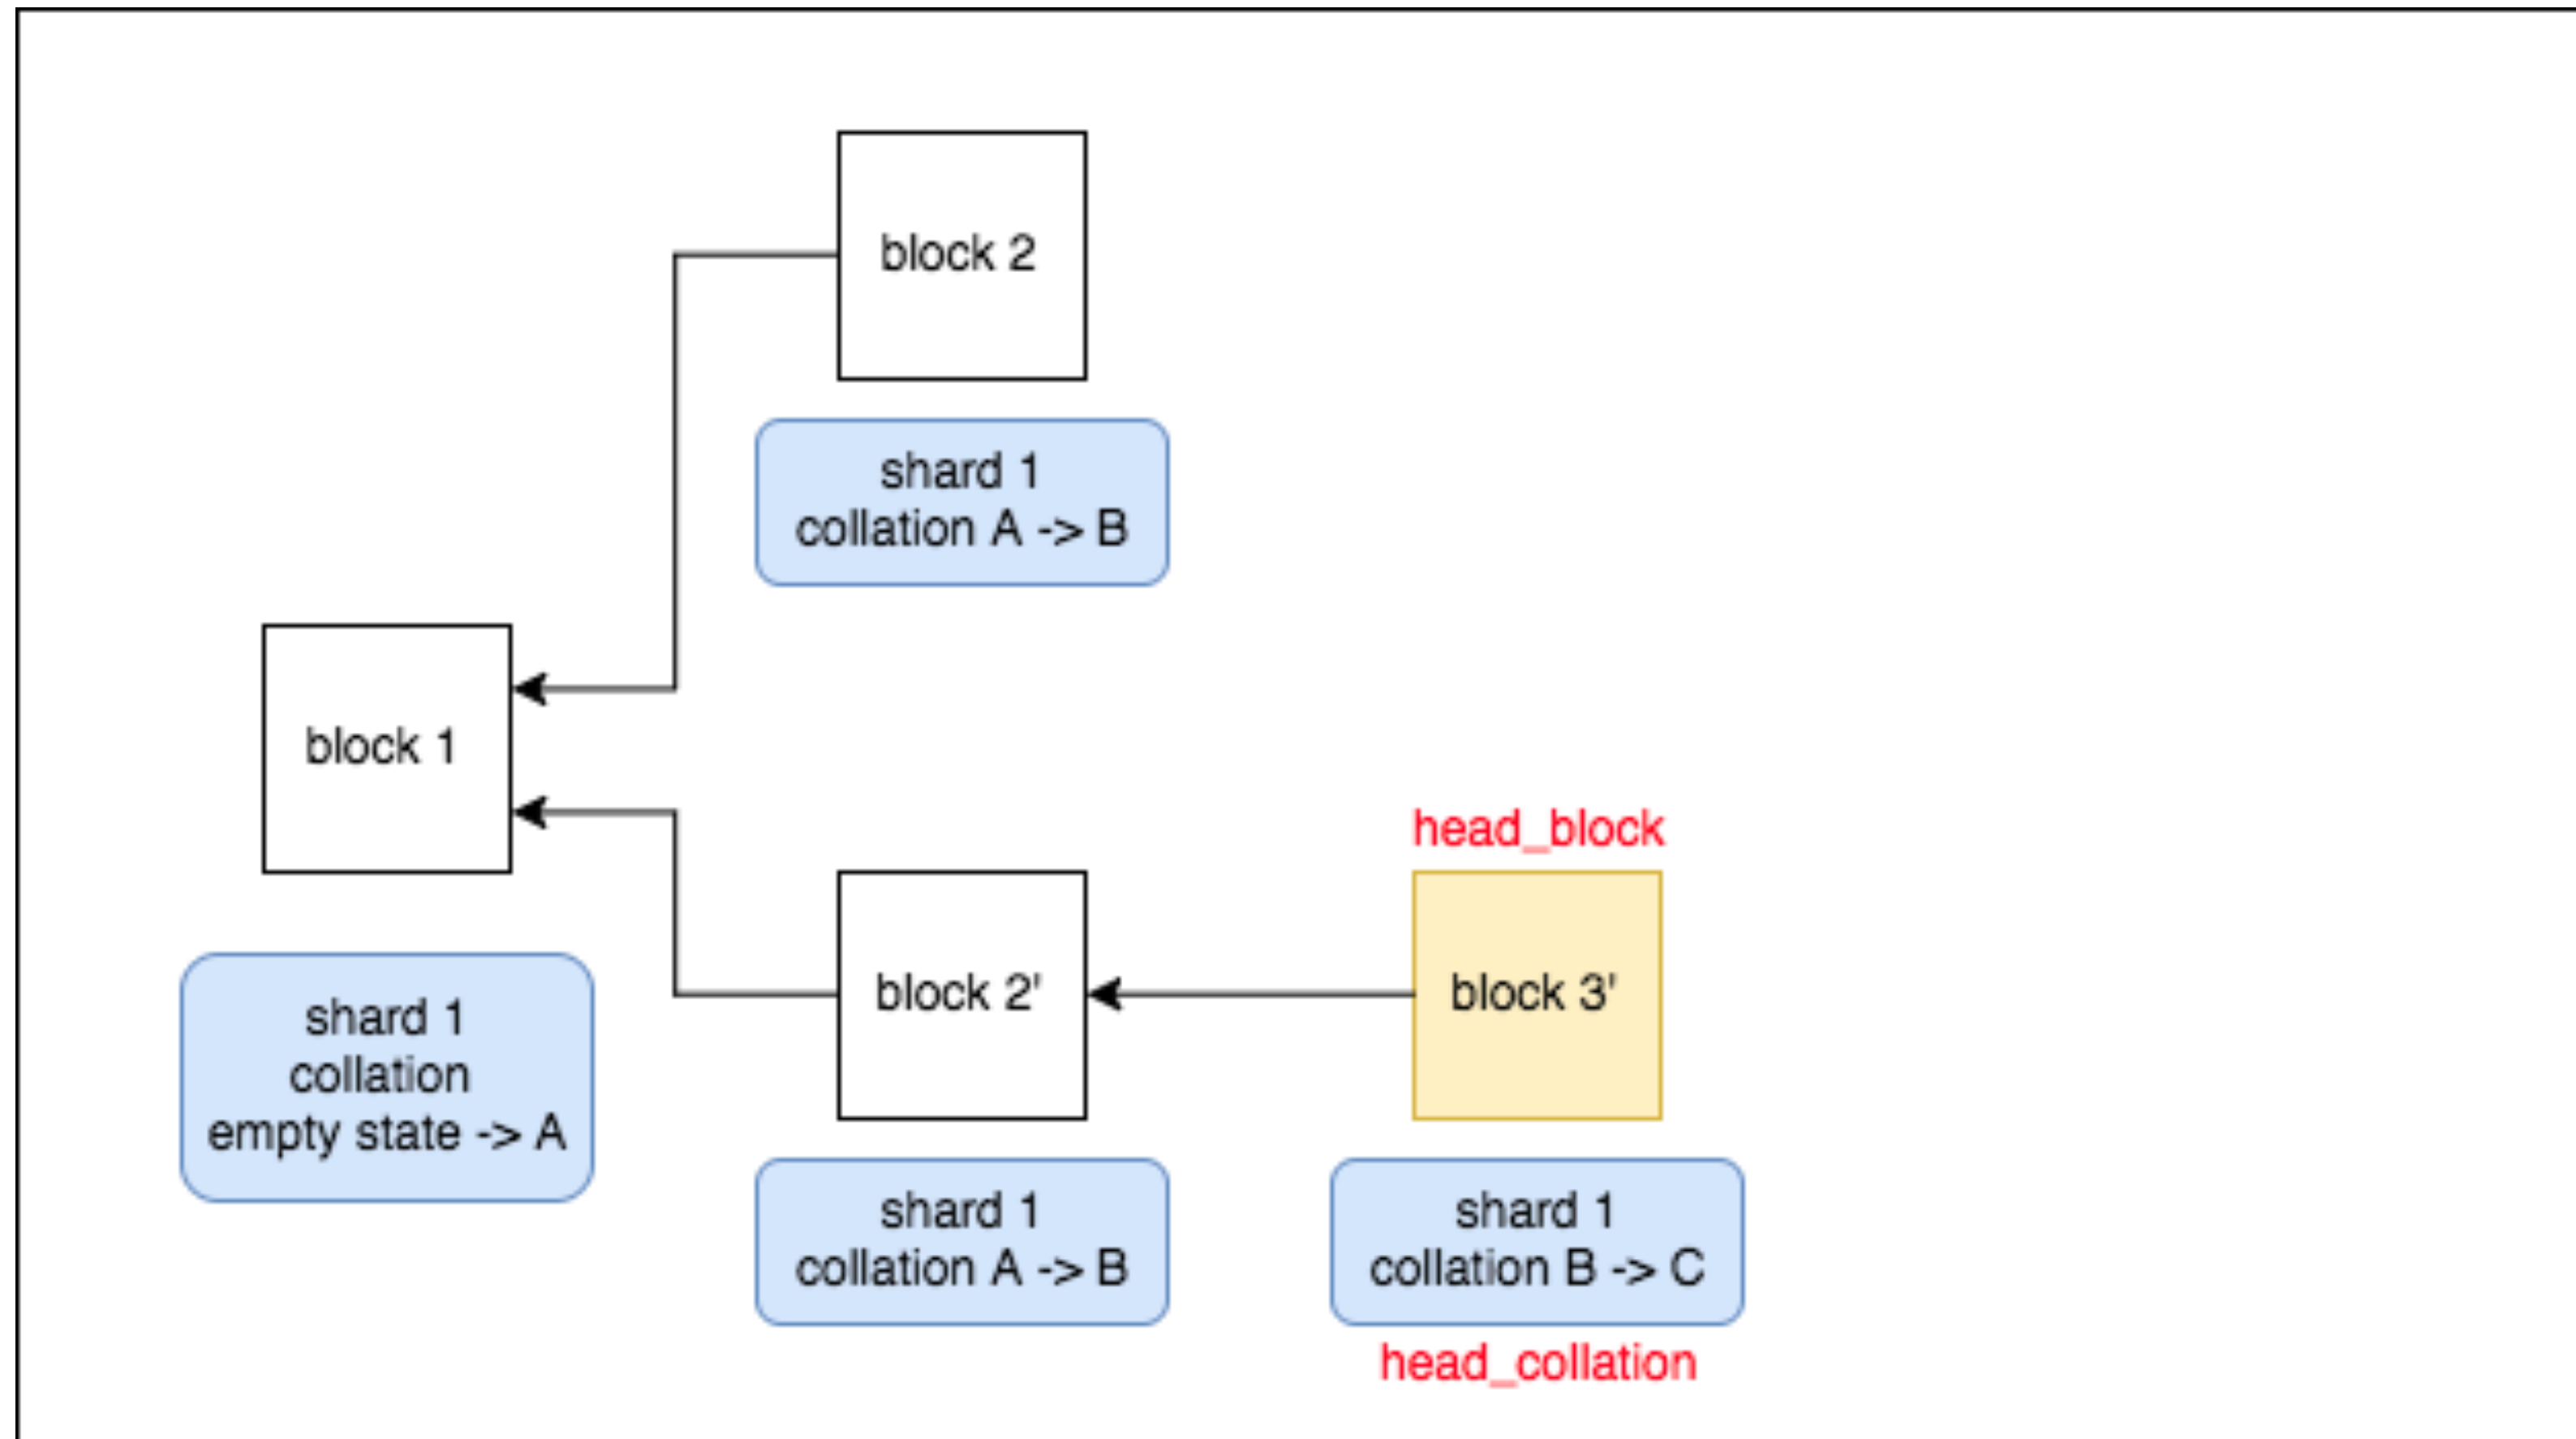 block 2
shard 1
collation A -> B
block 1
shard 1
collation
empty state -> A
block 2'
shard 1
collation A -> B
head_block
block 3'
shard 1
collation B -> C
head_collation